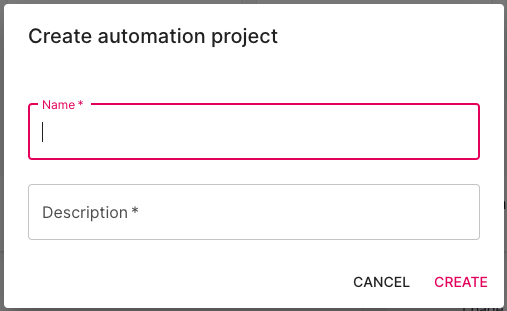 Create automation project
Name *
Description *
CANCEL CREATE